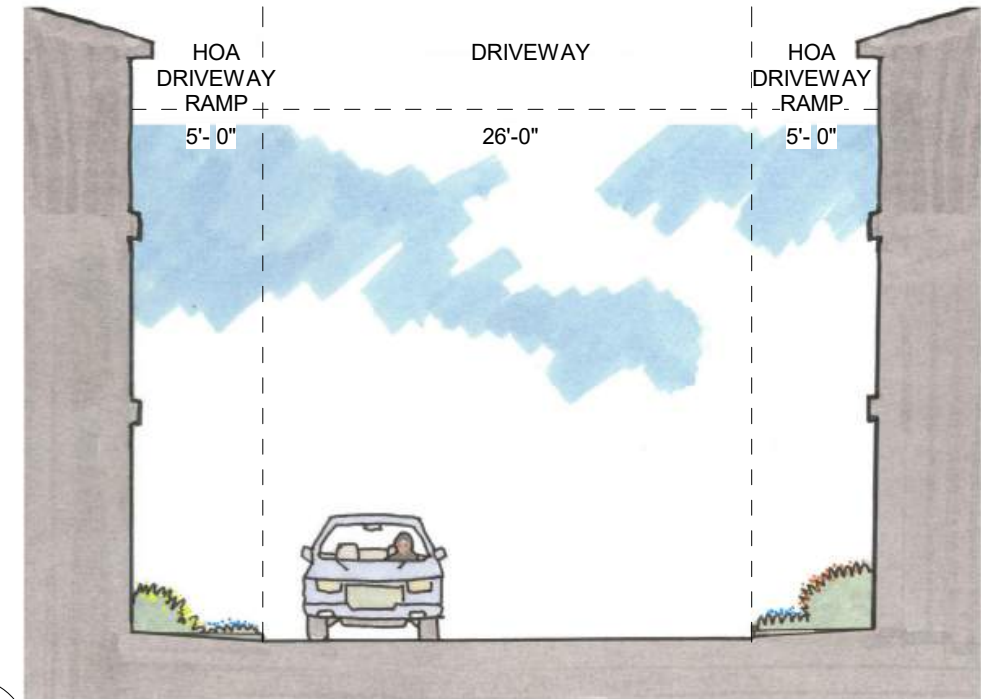 HOA
DRIVEWAY
RAMP
5'- 0"
DRIVEWAY
26'-0"
HOA
DRIVEWAY
RAMP
5'- 0"